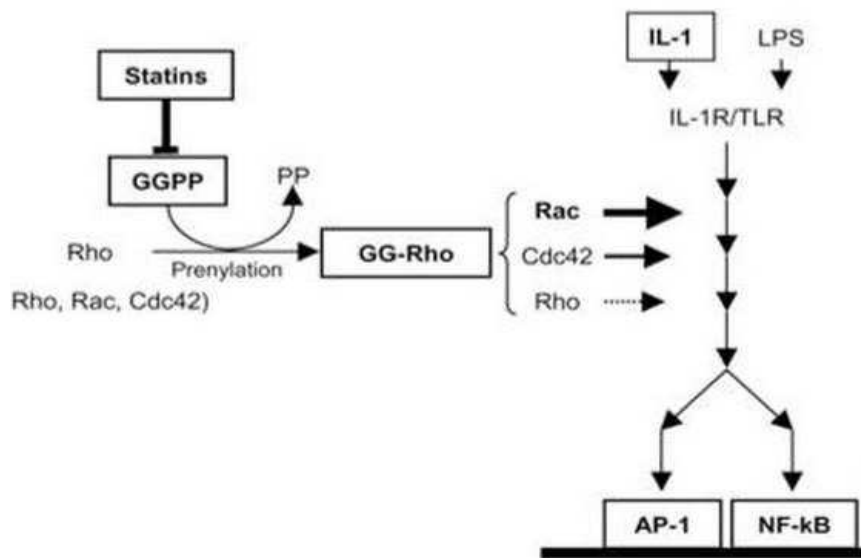 IL-1
LPS
Statins
IL-1R/TLR
GGPP
PP
Rac
Rho
Prenylation
GG-Rho
Cdc42
Rho, Rac, Cdc42)
Rho
AP-1
NF-kB